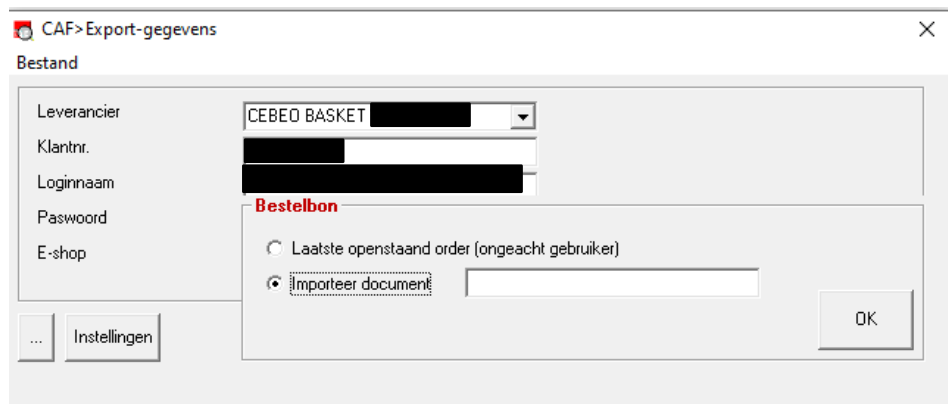 CAF>Export-gegevens
Bestand
Leverancier
CEBEO BASKET
Klantnr.
Loginnaam
Paswoord
E-shop
Bestelbon
Laatste openstaand order (ongeacht gebruiker)
Importeer document
OK
...
Instellingen